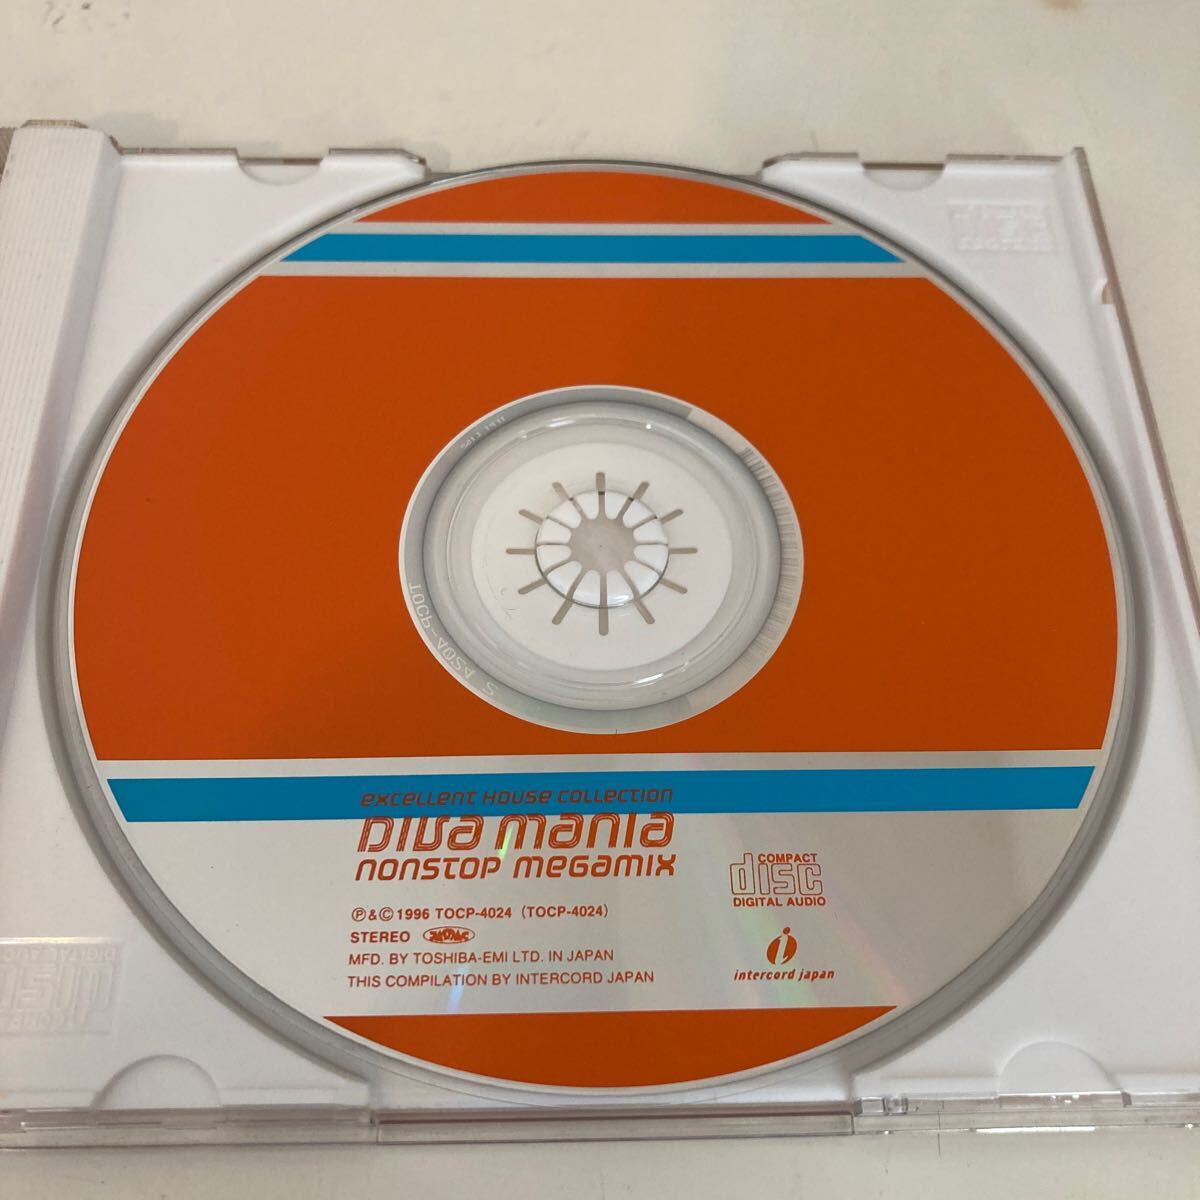 excellent house collection
Diva mania
nonstop megamix
COMPACT
disc
DIGITAL AUDIO
Ⓟ&Ⓒ1996 TOCP-4024 (TOCP-4024)
STEREO
MFD. BY TOSHIBA-EMI LTD. IN JAPAN
THIS COMPILATION BY INTERCORD JAPAN
i
intercord japan